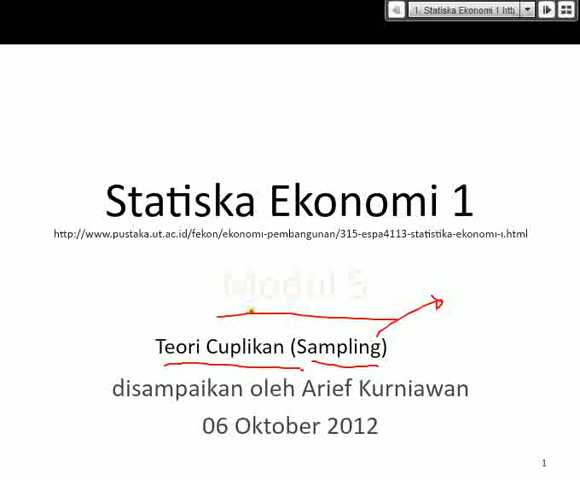 1. Statiska Ekonomi 1 htt
Statiska Ekonomi 1
http://www.pustaka.ut.ac.id/fekon/ekonomi-pembangunan/315-espa4113-statistika-ekonomi-1.html
Modul 5
Teori Cuplikan (Sampling)
disampaikan oleh Arief Kurniawan
06 Oktober 2012
1